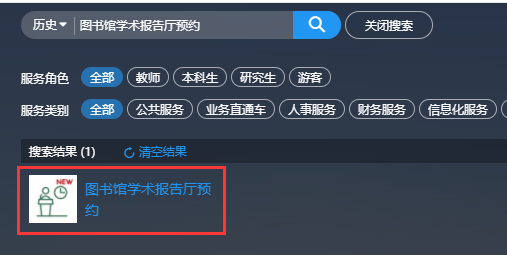 历史 图书馆学术报告厅预约 关闭搜索
服务角色 全部 教师 本科生 研究生 游客
服务类别 全部 公共服务 业务直通车 人事服务 财务服务 信息化服务
搜索结果 (1) 清空结果
NEW
图书馆学术报告厅预
约